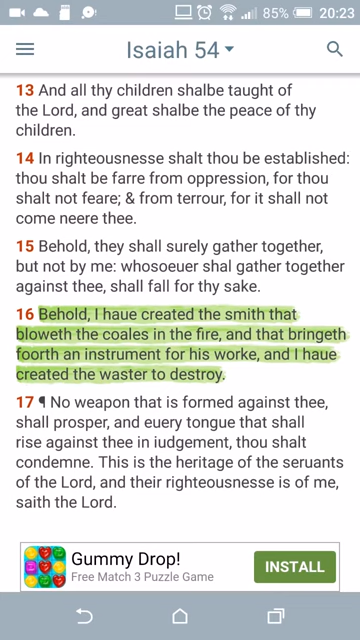 85% 20:23
Isaiah 54
13 And all thy children shalbe taught of
the Lord, and great shalbe the peace of thy
children.
14 In righteousnesse shalt thou be established:
thou shalt be farre from oppression, for thou
shalt not feare; & from terrour, for it shall not
come neere thee.
15 Behold, they shall surely gather together,
but not by me: whosoeuer shal gather together
against thee, shall fall for thy sake.
16 Behold, I haue created the smith that
bloweth the coales in the fire, and that bringeth
foorth an instrument for his worke, and I haue
created the waster to destroy.
17 ¶ No weapon that is formed against thee,
shall prosper, and euery tongue that shall
rise against thee in iudgement, thou shalt
condemne. This is the heritage of the seruants
of the Lord, and their righteousnesse is of me,
saith the Lord.
Gummy Drop!
Free Match 3 Puzzle Game
INSTALL